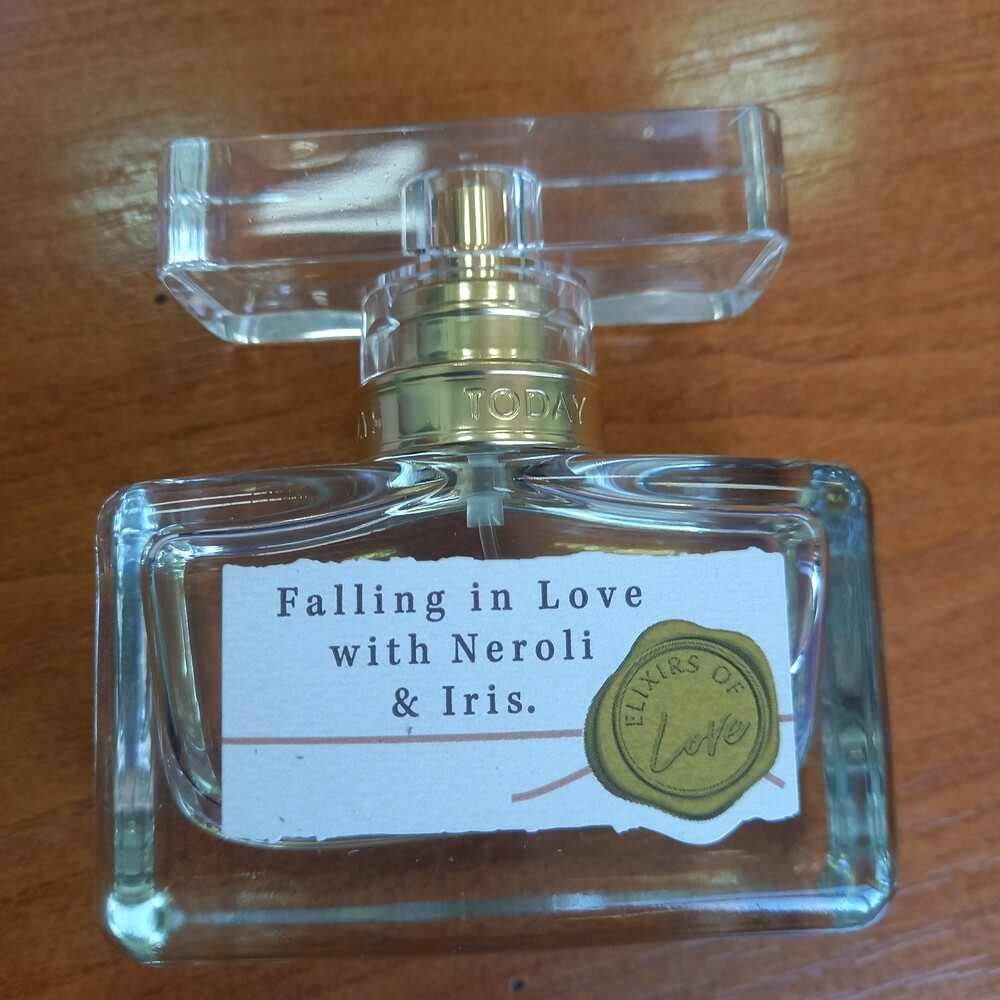 TODAY
Falling in Love
with Neroli
& Iris.
ELIXIRS OF
Love